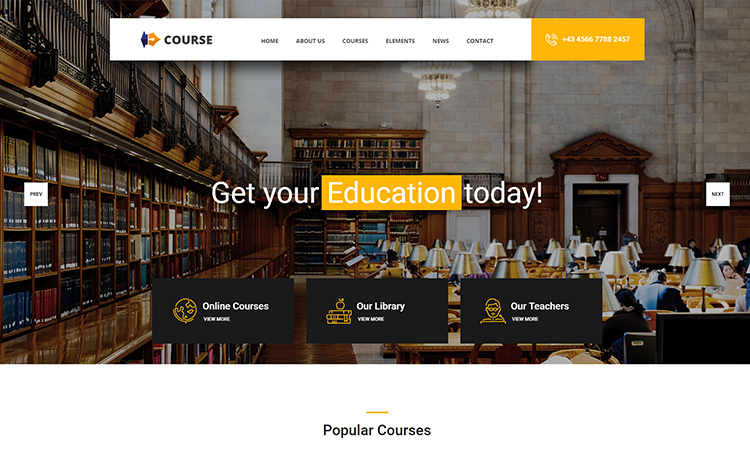 COURSE
HOME ABOUT US COURSES ELEMENTS NEWS CONTACT
+43 4566 7788 2457
Get your Education today!
PREV
NEXT
Online Courses
VIEW MORE
Our Library
VIEW MORE
Our Teachers
VIEW MORE
Popular Courses